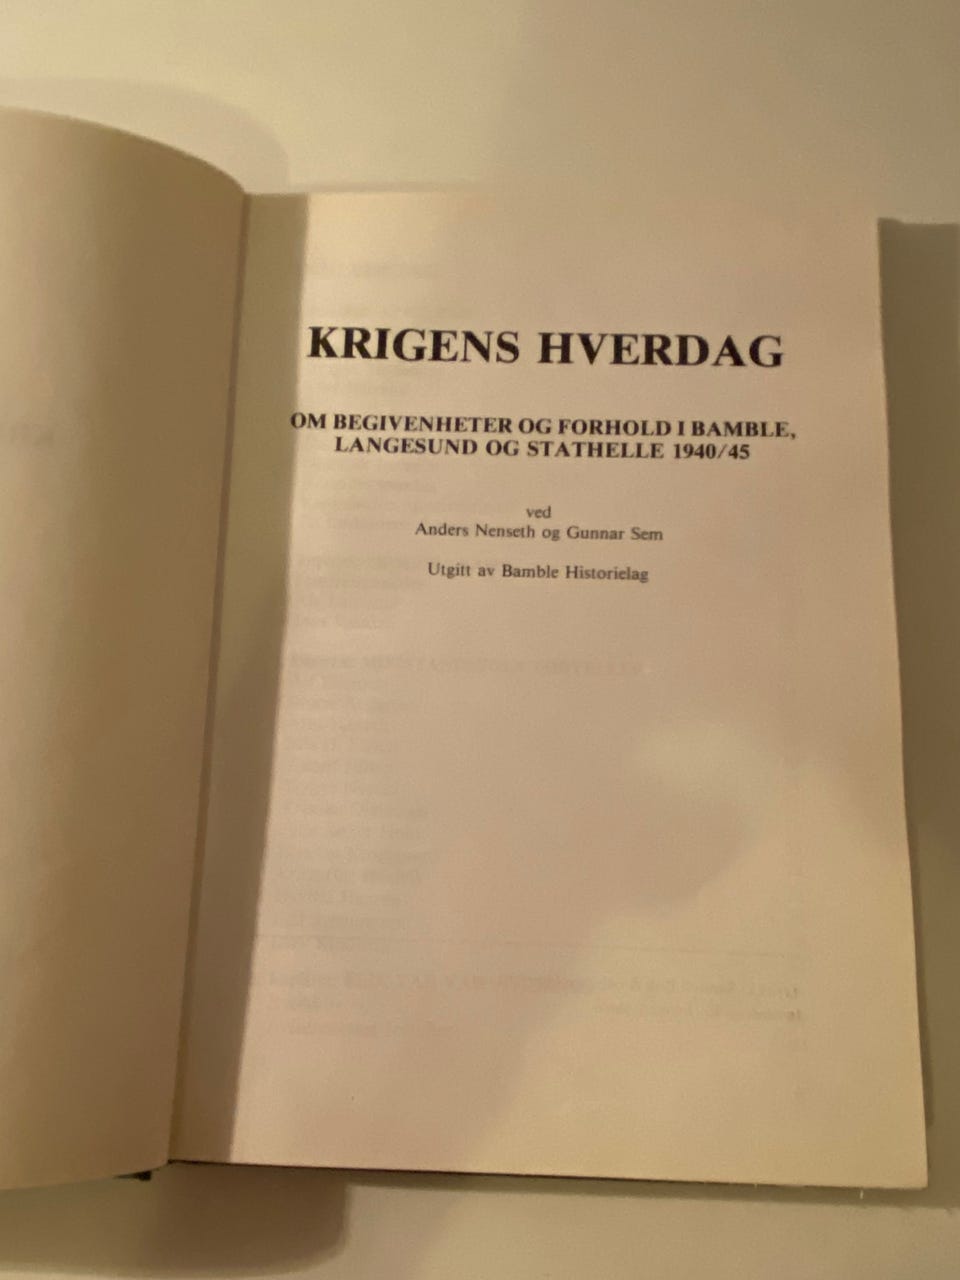 KRIGENS HVERDAG
OM BEGIVENHETER OG FORHOLD I BAMBLE,
LANGESUND OG STATHELLE 1940/45
ved
Anders Nenseth og Gunnar Sem
Utgitt av Bamble Historielag